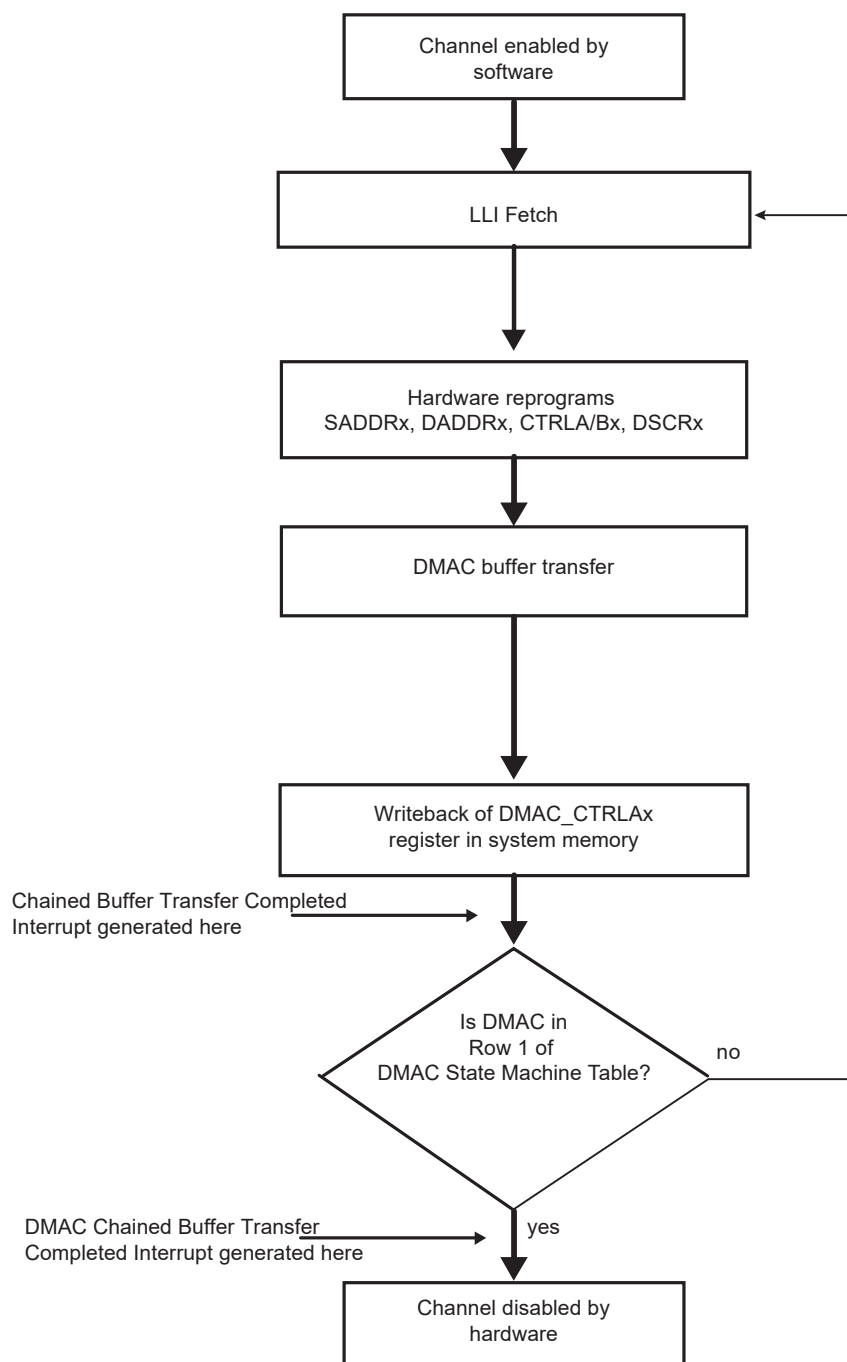 Channel enabled by
software
LLI Fetch
Hardware reprograms
SADDRx, DADDRx, CTRLA/Bx, DSCRx
DMAC buffer transfer
Writeback of DMAC_CTRLAx
register in system memory
Chained Buffer Transfer Completed
Interrupt generated here
Is DMAC in
Row 1 of
DMAC State Machine Table?
no
DMAC Chained Buffer Transfer
Completed Interrupt generated here
yes
Channel disabled by
hardware